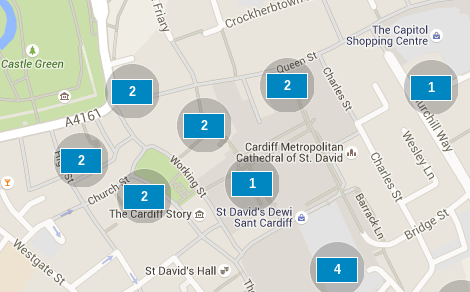 Friary
Crockherbtown
The Capitol
Shopping Centre
Castle Green
Queen St
2
2
1
A4161
2
Charles St
Churchill Way
Wesley Ln
2
Cardiff Metropolitan
Cathedral of St. David
High St
Working St
Charles St
1
Church St
2
The Cardiff Story
St David's Dewi
Sant Cardiff
Barrack Ln
Bridge St
Westgate St
St David's Hall
4